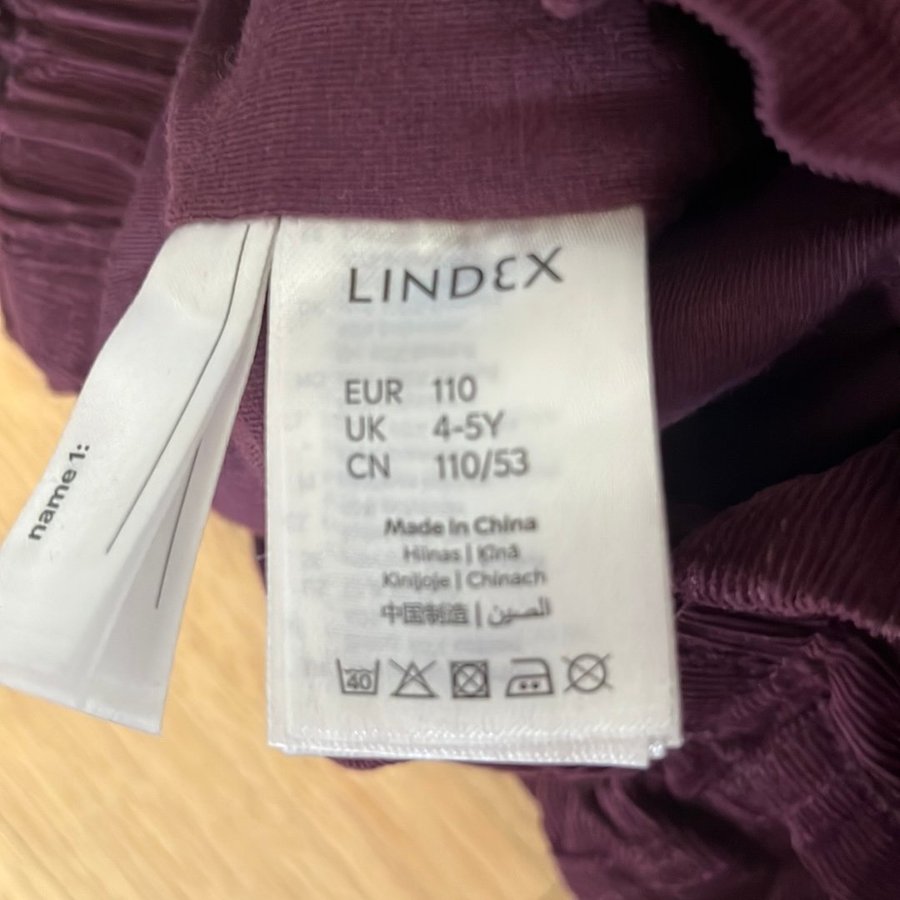 LINDEX
EUR 110
UK 4-5Y
CN 110/53
Made in China
Hiinas | Ķīnā
Kinijoje | Chinach
中国制造 | الصين
40
name 1: